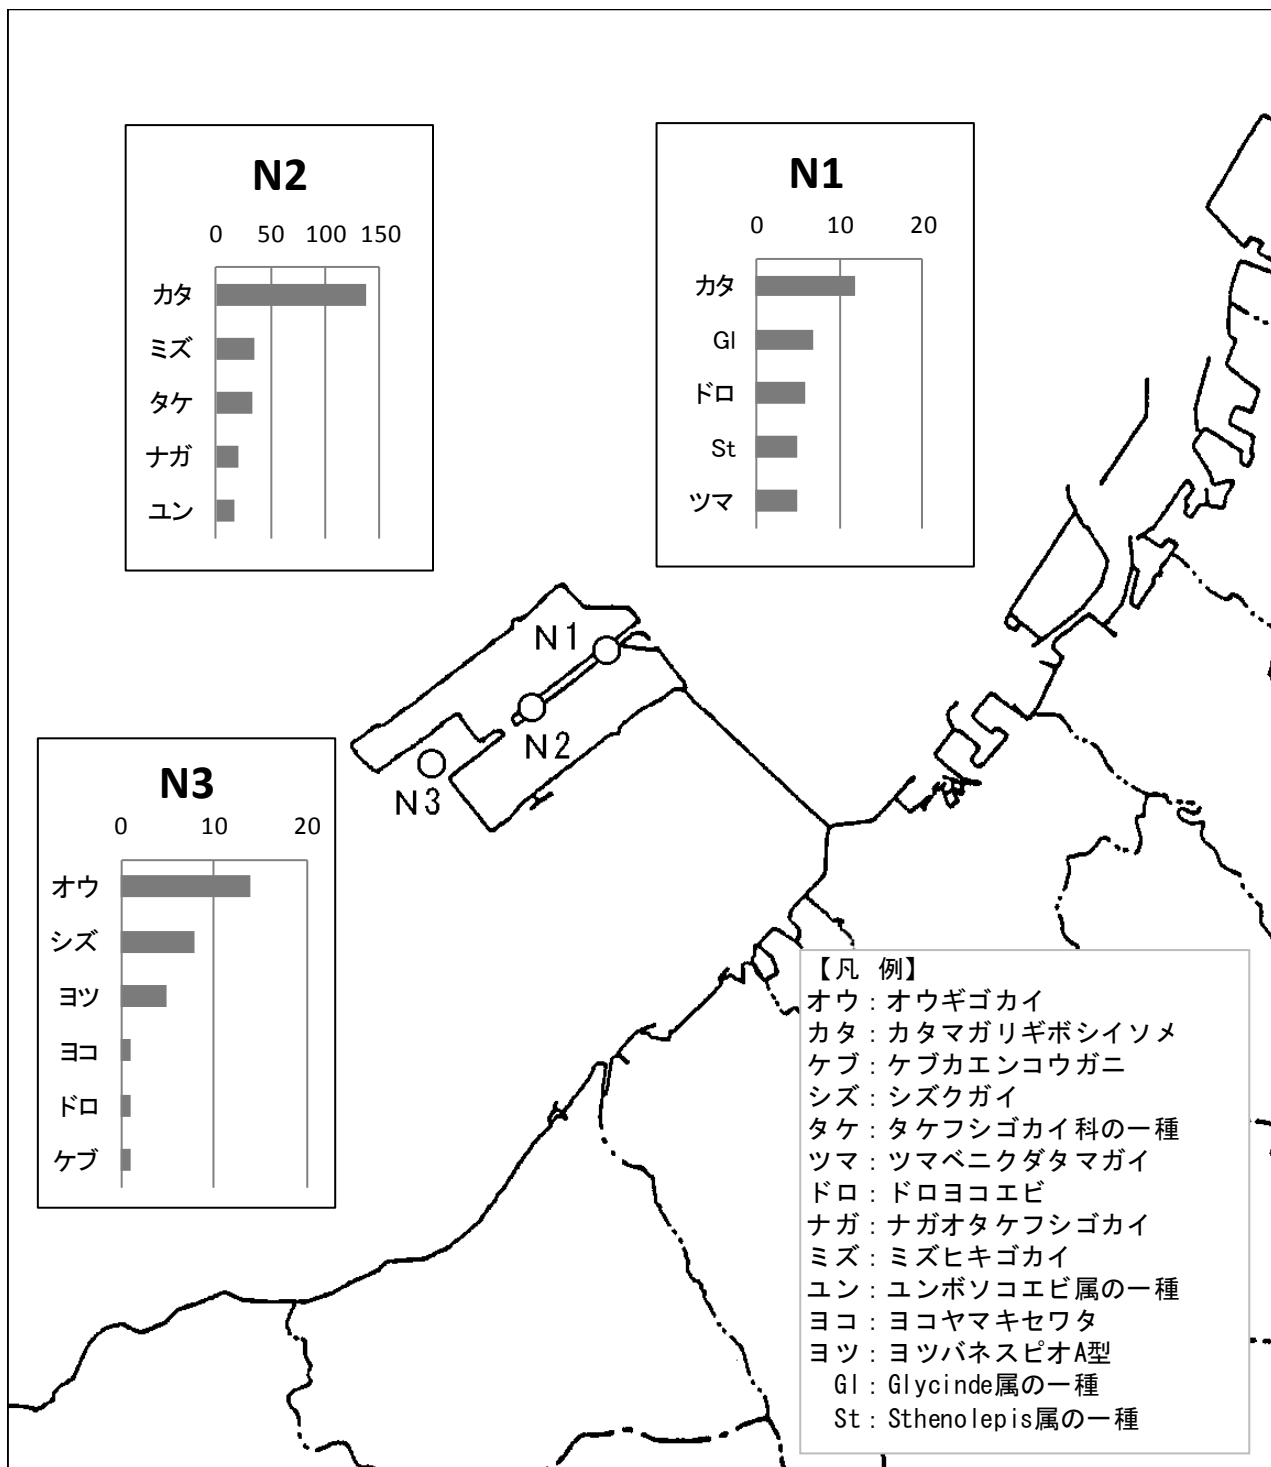 N2
0 50 100 150
カタ
ミズ
タケ
ナガ
ユン
N1
0 10 20
カタ
Gl
ドロ
St
ツマ
N1
N2
N3
N3
0 10 20
オウ
シズ
ヨツ
ヨコ
ドロ
ケブ
【凡 例】
オウ：オウギゴカイ
カタ：カタマガリギボシイソメ
ケブ：ケブカエンコウガニ
シズ：シズクガイ
タケ：タケフシゴカイ科の一種
ツマ：ツマベニクダタマガイ
ドロ：ドロヨコエビ
ナガ：ナガオタケフシゴカイ
ミズ：ミズヒキゴカイ
ユン：ユンボソコエビ属の一種
ヨコ：ヨコヤマキセワタ
ヨツ：ヨツバネスピオA型
Gl：Glycinde属の一種
St：Sthenolepis属の一種